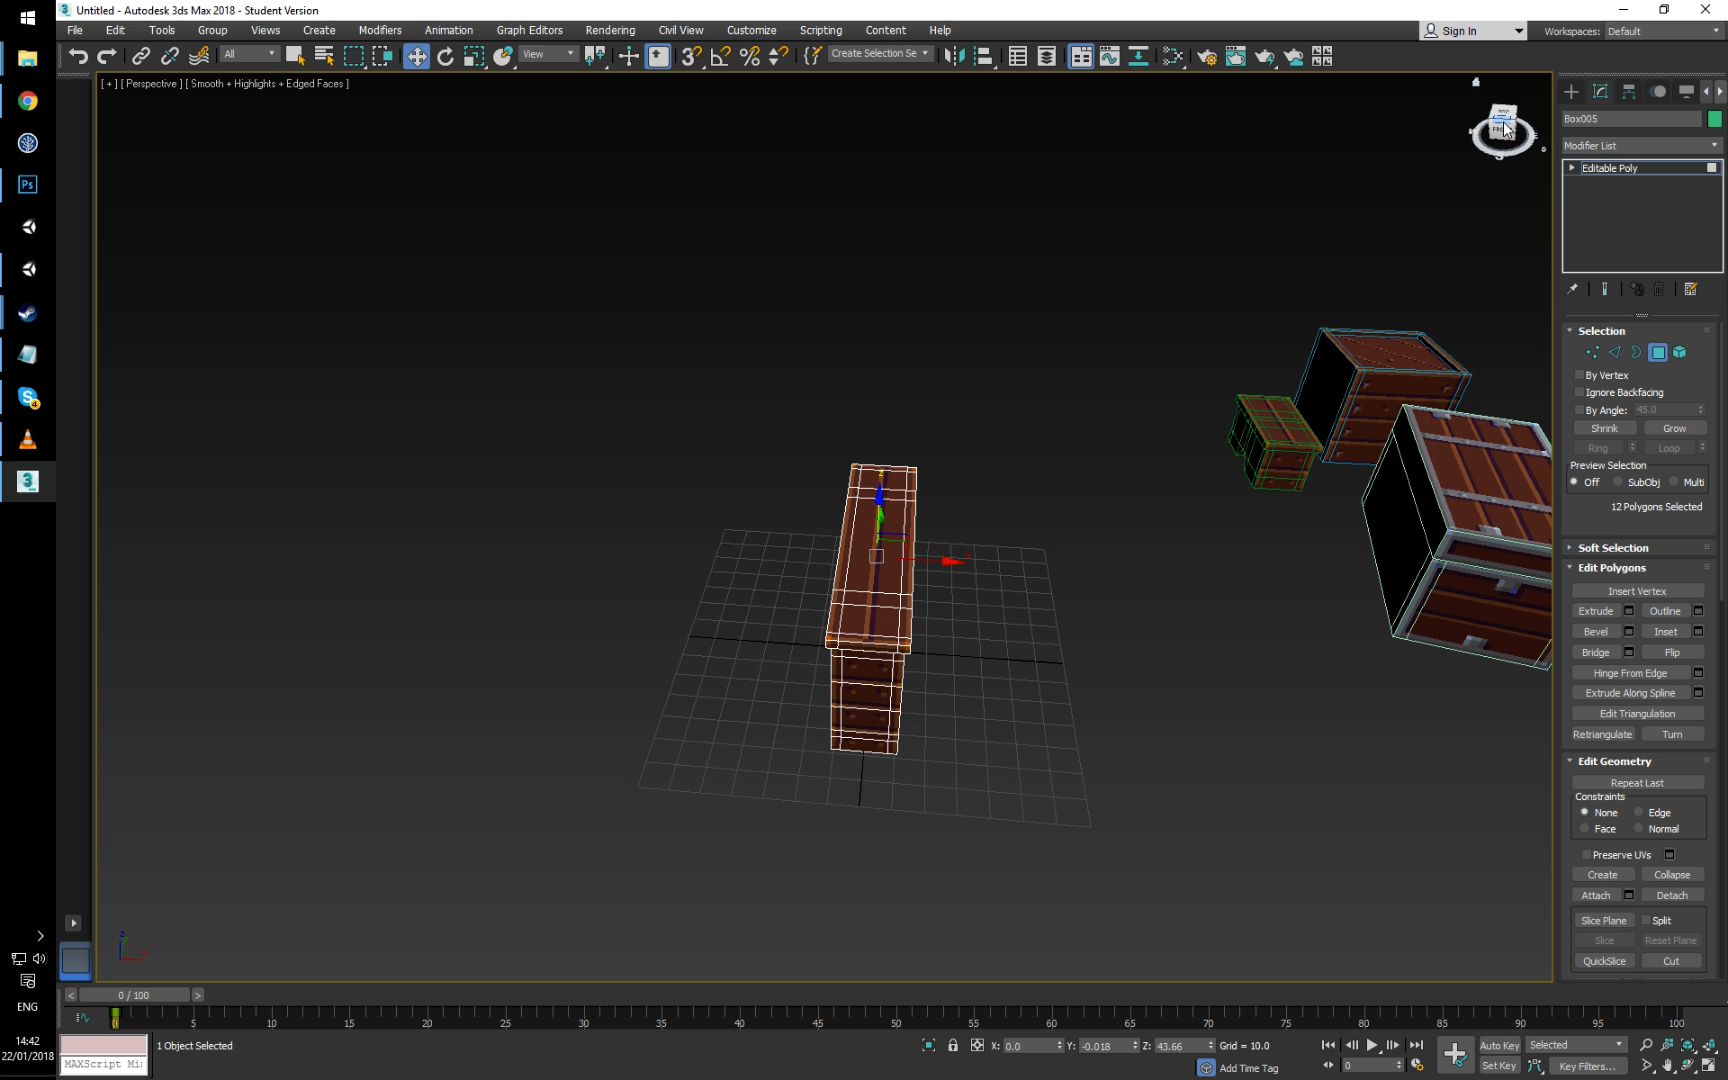 Untitled - Autodesk 3ds Max 2018 - Student Version
File Edit Tools Group Views Create Modifiers Animation Graph Editors Rendering Civil View Customize Scripting Content Help
Sign In
Workspaces: Default
All
View
Create Selection Se
[ + ] [ Perspective ] [ Smooth + Highlights + Edged Faces ]
TOP
Box005
Modifier List
Editable Poly
Selection
By Vertex
Ignore Backfacing
By Angle: 45.0
Shrink Grow
Ring Loop
Preview Selection
Off SubObj Multi
12 Polygons Selected
Soft Selection
Edit Polygons
Insert Vertex
Extrude Outline
Bevel Inset
Bridge Flip
Hinge From Edge
Extrude Along Spline
Edit Triangulation
Retriangulate Turn
Edit Geometry
Repeat Last
Constraints
None Edge
Face Normal
Preserve UVs
Create Collapse
Attach Detach
Slice Plane Split
Slice Reset Plane
QuickSlice Cut
Ps
S
4
3
ENG
14:42
22/01/2018
< 0 / 100 >
0 5 10 15 20 25 30 35 40 45 50 55 60 65 70 75 80 85 90 95 100
MAXScript Mi
1 Object Selected
X: 0.0 Y: -0.018 Z: 43.66 Grid = 10.0
Add Time Tag
0
Auto Key Selected
Set Key Key Filters...